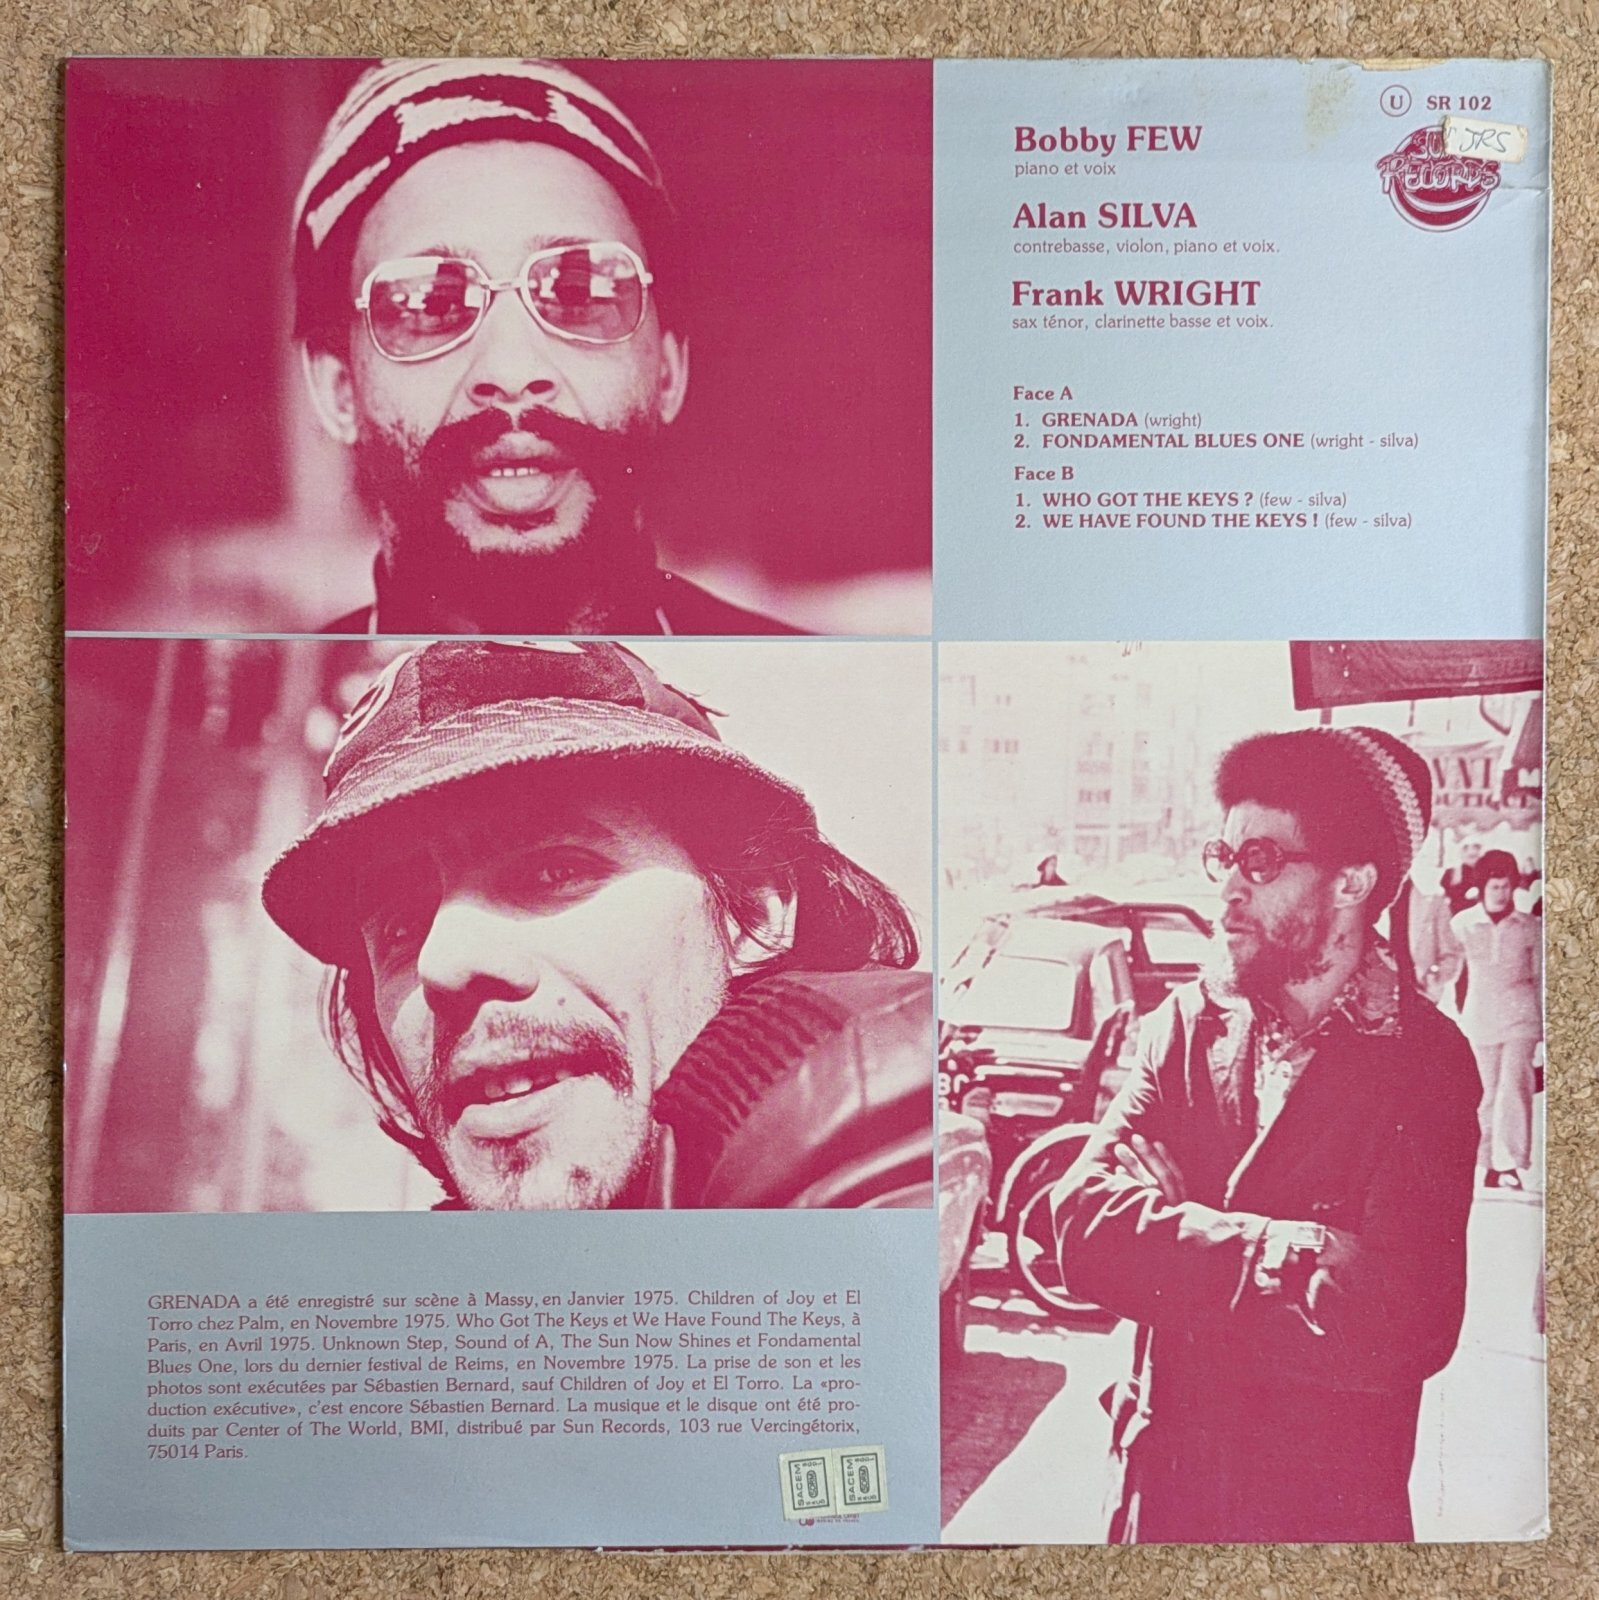 U SR 102
JRS
RECORDS
Bobby FEW
piano et voix
Alan SILVA
contrebasse, violon, piano et voix.
Frank WRIGHT
sax ténor, clarinette basse et voix.
Face A
1. GRENADA (wright)
2. FONDAMENTAL BLUES ONE (wright - silva)
Face B
1. WHO GOT THE KEYS ? (few - silva)
2. WE HAVE FOUND THE KEYS ! (few - silva)
GRENADA a été enregistré sur scène à Massy, en Janvier 1975. Children of Joy et El
Torro chez Palm, en Novembre 1975. Who Got The Keys et We Have Found The Keys, à
Paris, en Avril 1975. Unknown Step, Sound of A, The Sun Now Shines et Fondamental
Blues One, lors du dernier festival de Reims, en Novembre 1975. La prise de son et les
photos sont exécutées par Sébastien Bernard, sauf Children of Joy et El Torro. La «pro-
duction exécutive», c'est encore Sébastien Bernard. La musique et le disque ont été pro-
duits par Center of The World, BMI, distribué par Sun Records, 103 rue Vercingétorix,
75014 Paris.
SACEM SDRM
SACEM SDRM